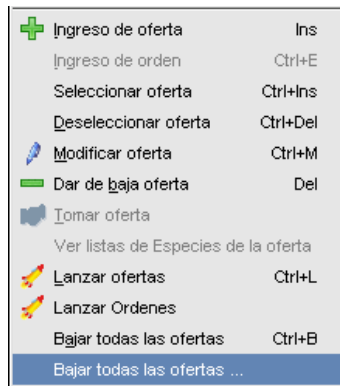 Ingreso de oferta Ins
Ingreso de orden Ctrl+E
Seleccionar oferta Ctrl+Ins
Deseleccionar oferta Ctrl+Del
Modificar oferta Ctrl+M
Dar de baja oferta Del
Tomar oferta
Ver listas de Especies de la oferta
Lanzar ofertas Ctrl+L
Lanzar Ordenes
Bajar todas las ofertas Ctrl+B
Bajar todas las ofertas ...